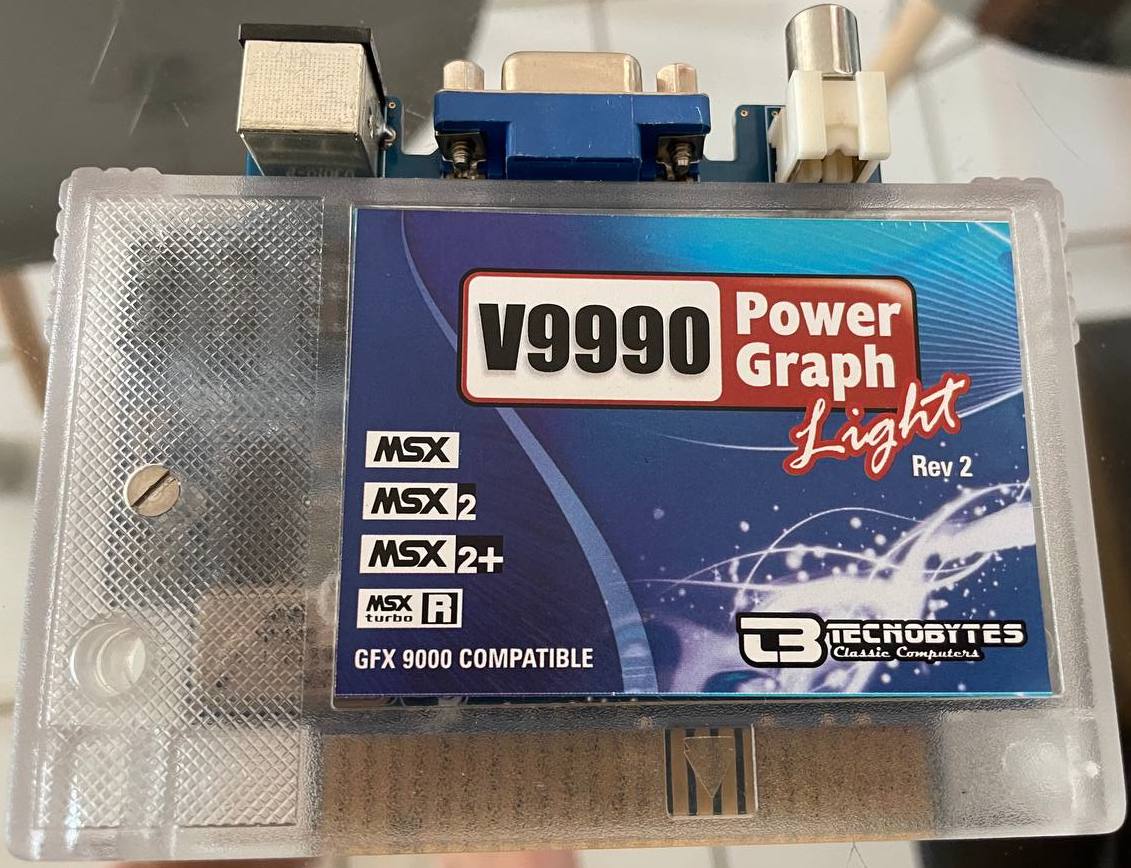 V9990
Power
Graph
Light
Rev 2
MSX
MSX 2
MSX 2+
MSX turbo R
GFX 9000 COMPATIBLE
TB TECNOBYTES
Classic Computers